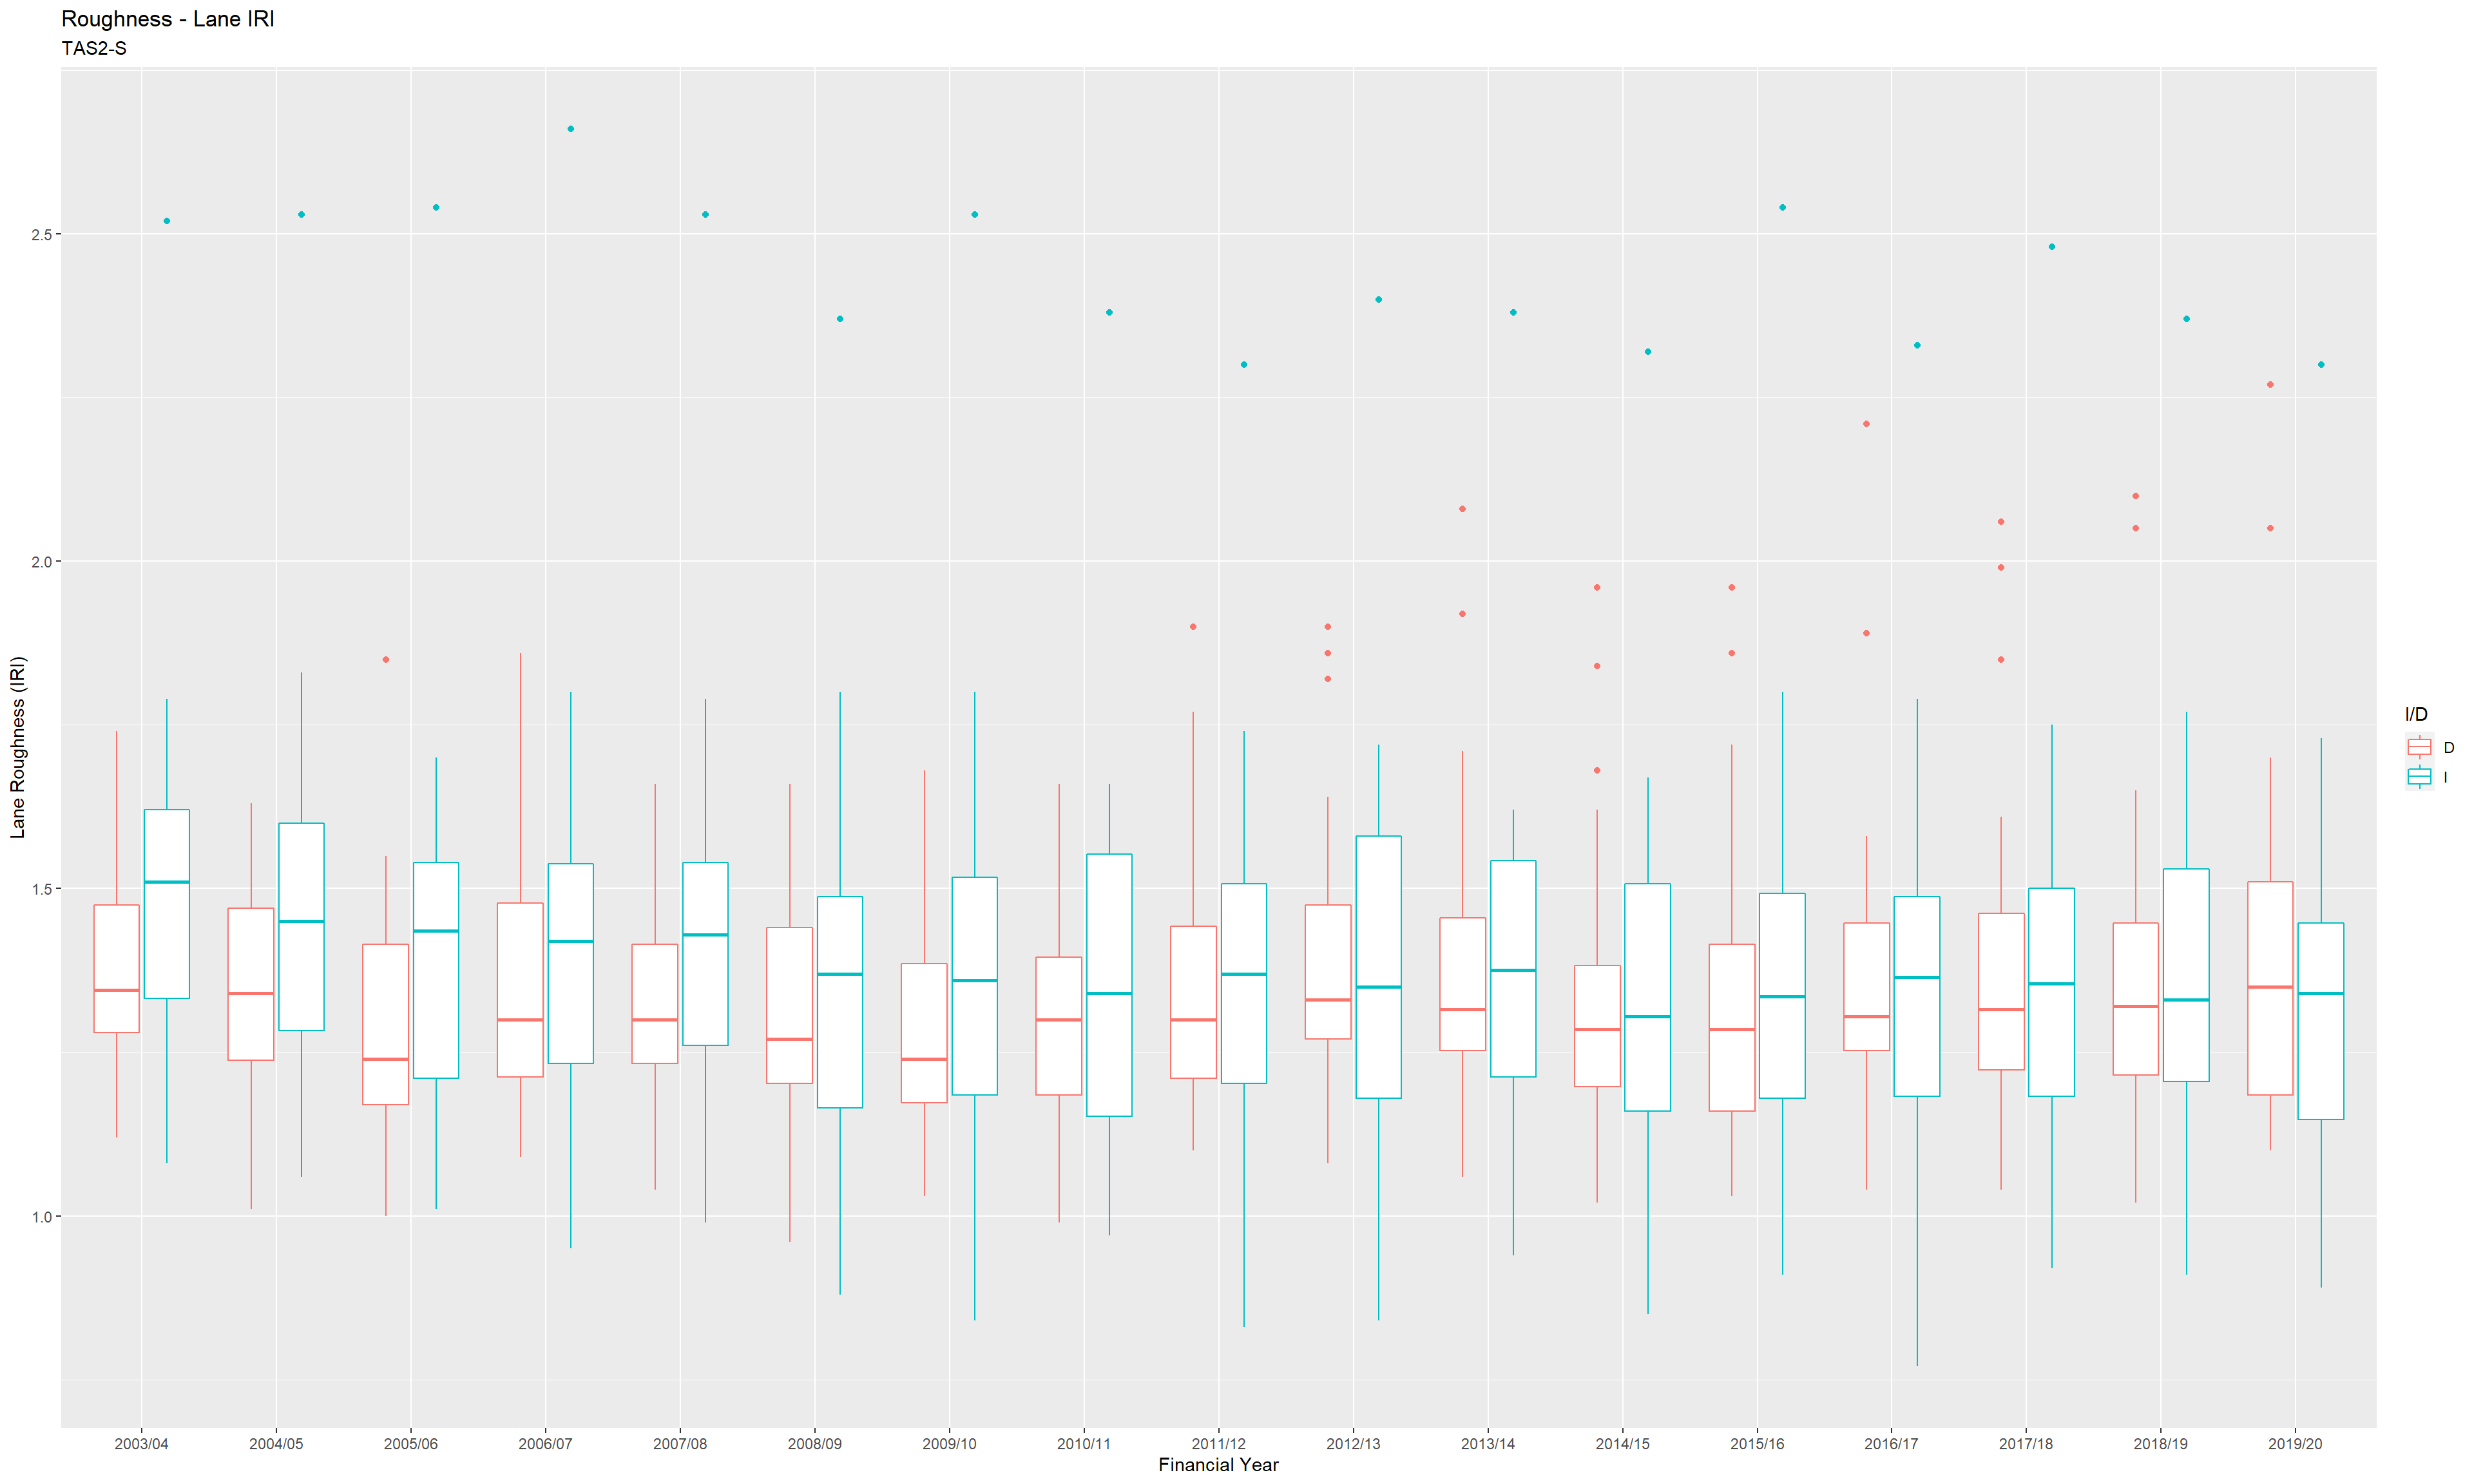 Roughness - Lane IRI
TAS2-S
Lane Roughness (IRI)
2.5
2.0
1.5
1.0
2003/04 2004/05 2005/06 2006/07 2007/08 2008/09 2009/10 2010/11 2011/12 2012/13 2013/14 2014/15 2015/16 2016/17 2017/18 2018/19 2019/20
Financial Year
I/D
D
I